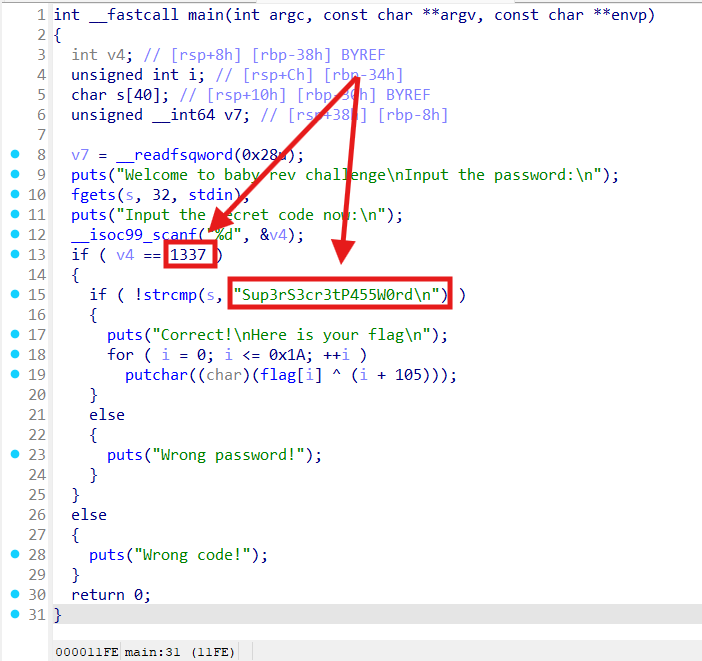 1 int __fastcall main(int argc, const char **argv, const char **envp)
2 {
3 int v4; // [rsp+8h] [rbp-38h] BYREF
4 unsigned int i; // [rsp+Ch] [rbp-34h]
5 char s[40]; // [rsp+10h] [rbp-30h] BYREF
6 unsigned __int64 v7; // [rsp+38h] [rbp-8h]
7
8 v7 = __readfsqword(0x28u);
9 puts("Welcome to baby rev challenge\nInput the password:\n");
10 fgets(s, 32, stdin);
11 puts("Input the secret code now:\n");
12 __isoc99_scanf("%d", &v4);
13 if ( v4 == 1337 )
14 {
15 if ( !strcmp(s, "Sup3rS3cr3tP455W0rd\n") )
16 {
17 puts("Correct!\nHere is your flag\n");
18 for ( i = 0; i <= 0x1A; ++i )
19 putchar((char)(flag[i] ^ (i + 105)));
20 }
21 else
22 {
23 puts("Wrong password!");
24 }
25 }
26 else
27 {
28 puts("Wrong code!");
29 }
30 return 0;
31 }
000011FE main:31 (11FE)